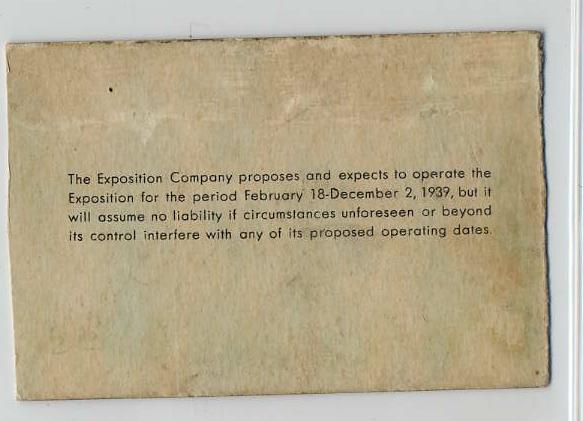 The Exposition Company proposes and expects to operate the
Exposition for the period February 18-December 2, 1939, but it
will assume no liability if circumstances unforeseen or beyond
its control interfere with any of its proposed operating dates.